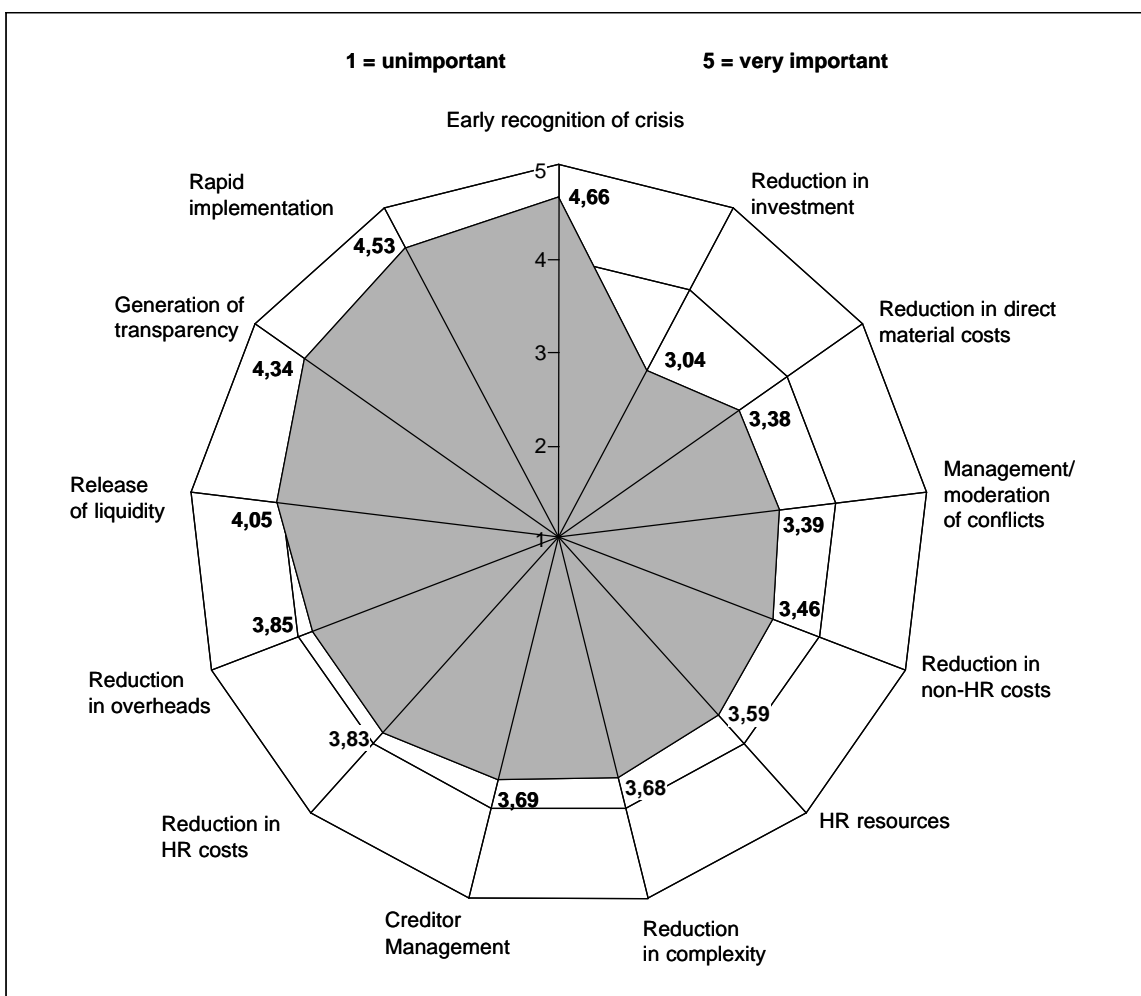 1 = unimportant
5 = very important
Early recognition of crisis
Rapid
implementation
Reduction in
investment
5
4,66
4,53
4
Generation of
transparency
Reduction in direct
material costs
4,34
3
3,04
3,38
2
Release
of liquidity
Management/
moderation
of conflicts
4,05
3,39
1
3,85
3,46
Reduction
in overheads
Reduction in
non-HR costs
3,83
3,59
3,69
3,68
Reduction in
HR costs
HR resources
Creditor
Management
Reduction
in complexity